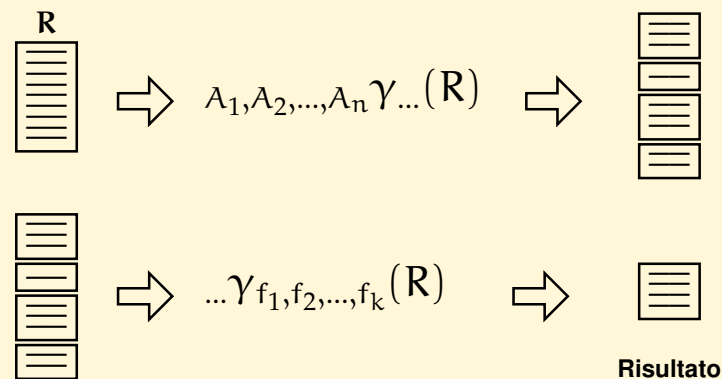 R
A₁,A₂,...,Aₙγ...(R)
...γf₁,f₂,...,fₖ(R)
Risultato